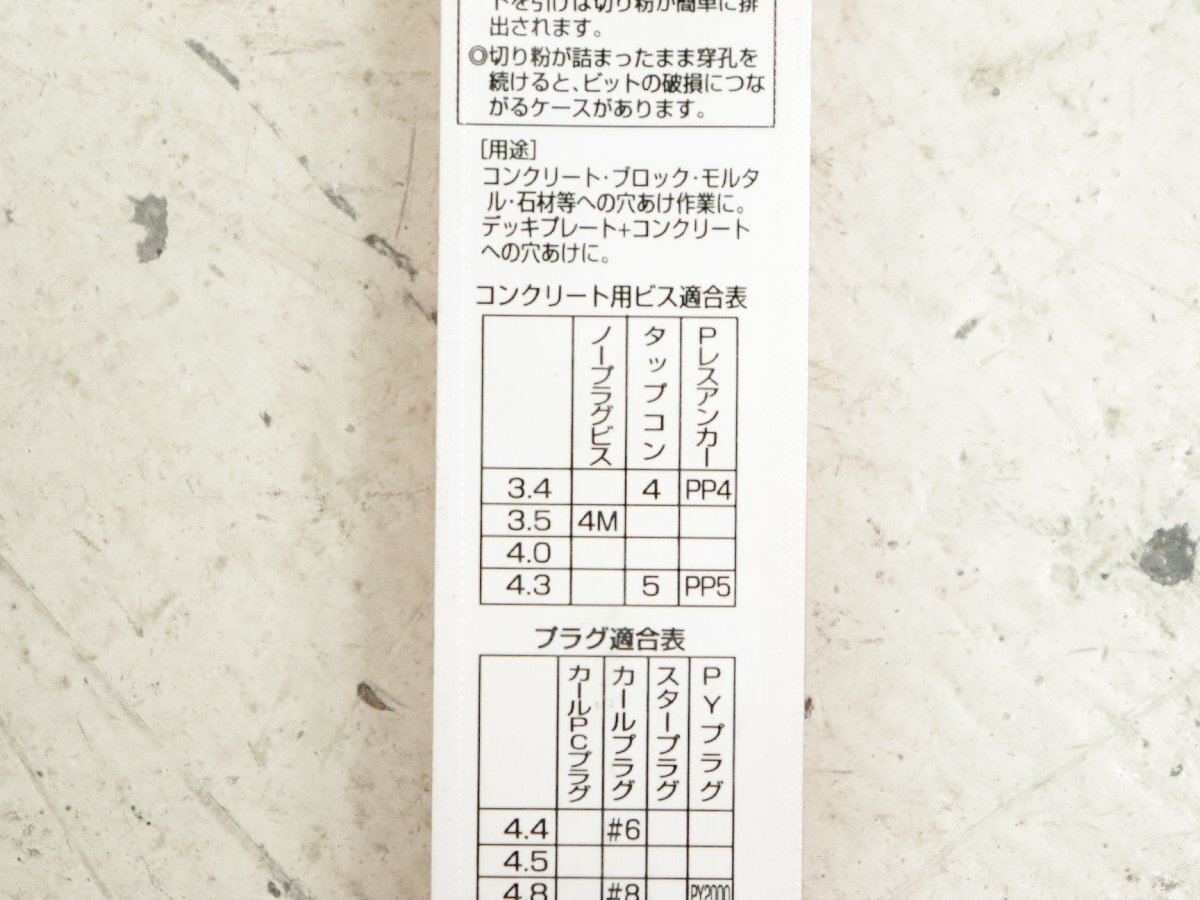 トを引けば切り粉が簡単に排
出されます。
◎切り粉が詰まったまま穿孔を
続けると、ビットの破損につな
がるケースがあります。
[用途]
コンクリート・ブロック・モルタ
ル・石材等への穴あけ作業に。
デッキプレート+コンクリート
への穴あけに。
コンクリート用ビス適合表
ノープラグビス タップコン Pレスアンカー
3.4 4 PP4
3.5 4M
4.0
4.3 5 PP5
プラグ適合表
カールPCプラグ カールプラグ スタープラグ PYプラグ
4.4 #6
4.5
4.8 #8 PY2000